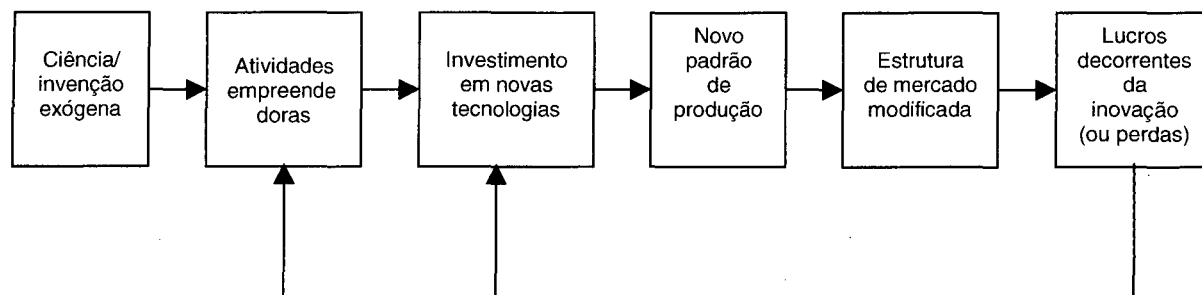 Ciência/
invenção
exógena
Atividades
empreende
doras
Investimento
em novas
tecnologias
Novo
padrão
de
produção
Estrutura
de mercado
modificada
Lucros
decorrentes
da
inovação
(ou perdas)